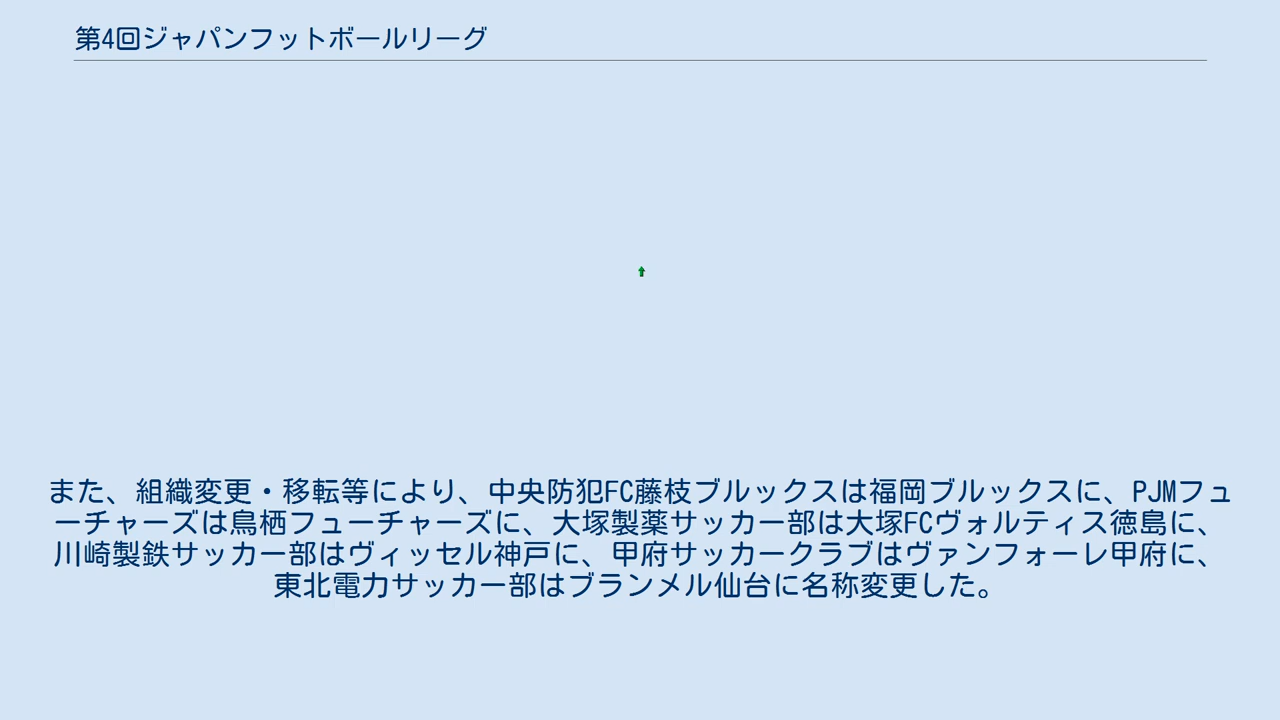 第4回ジャパンフットボールリーグ
また、組織変更・移転等により、中央防犯FC藤枝ブルックスは福岡ブルックスに、PJMフュ
ーチャーズは鳥栖フューチャーズに、大塚製薬サッカー部は大塚FCヴォルティス徳島に、
川崎製鉄サッカー部はヴィッセル神戸に、甲府サッカークラブはヴァンフォーレ甲府に、
東北電力サッカー部はブランメル仙台に名称変更した。